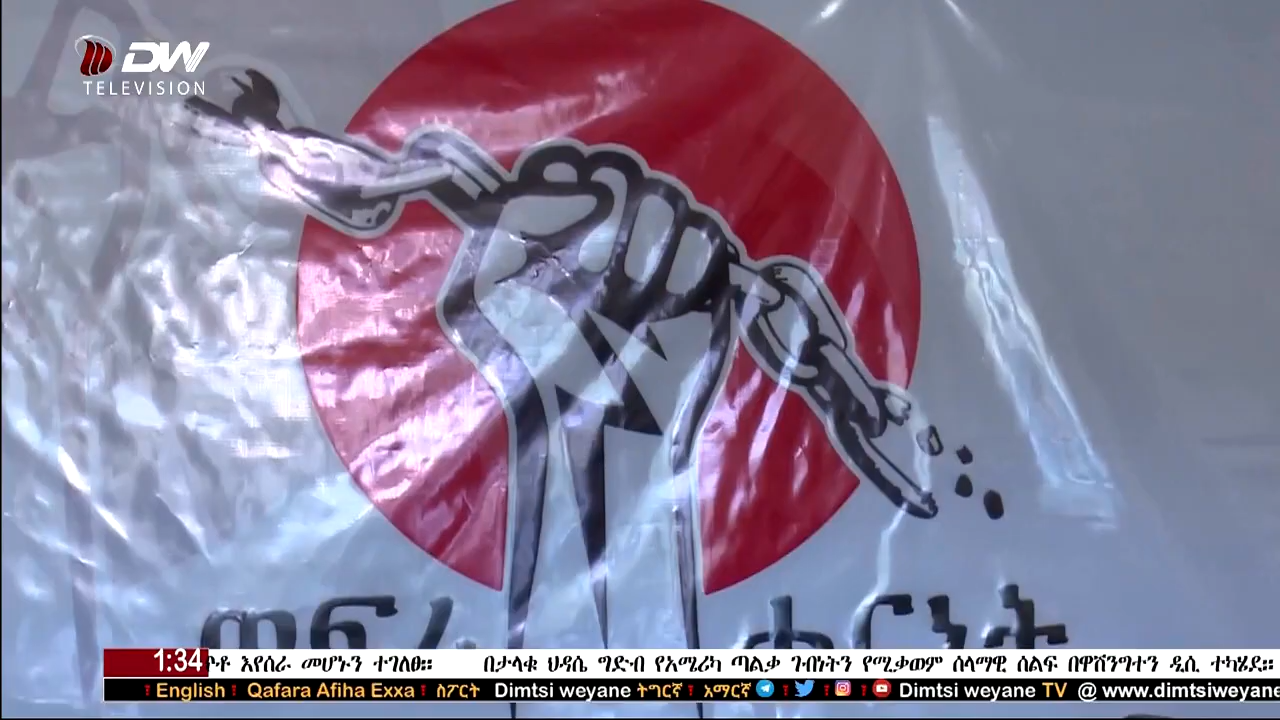 DW
TELEVISION
ሓርነት
1:34
እየሰራ መሆኑን ተገለፀ። በታላቁ ህዳሴ ግድብ የአሜሪካ ጣልቃ ገብነትን የሚቃወም ሰላማዊ ሰልፍ በዋሽንግተን ዲሲ ተካሄደ።
English Qafara Afiha Exxa ስፖርት Dimtsi weyane ትግርኛ አማርኛ Dimtsi weyane TV @ www.dimtsiweyane